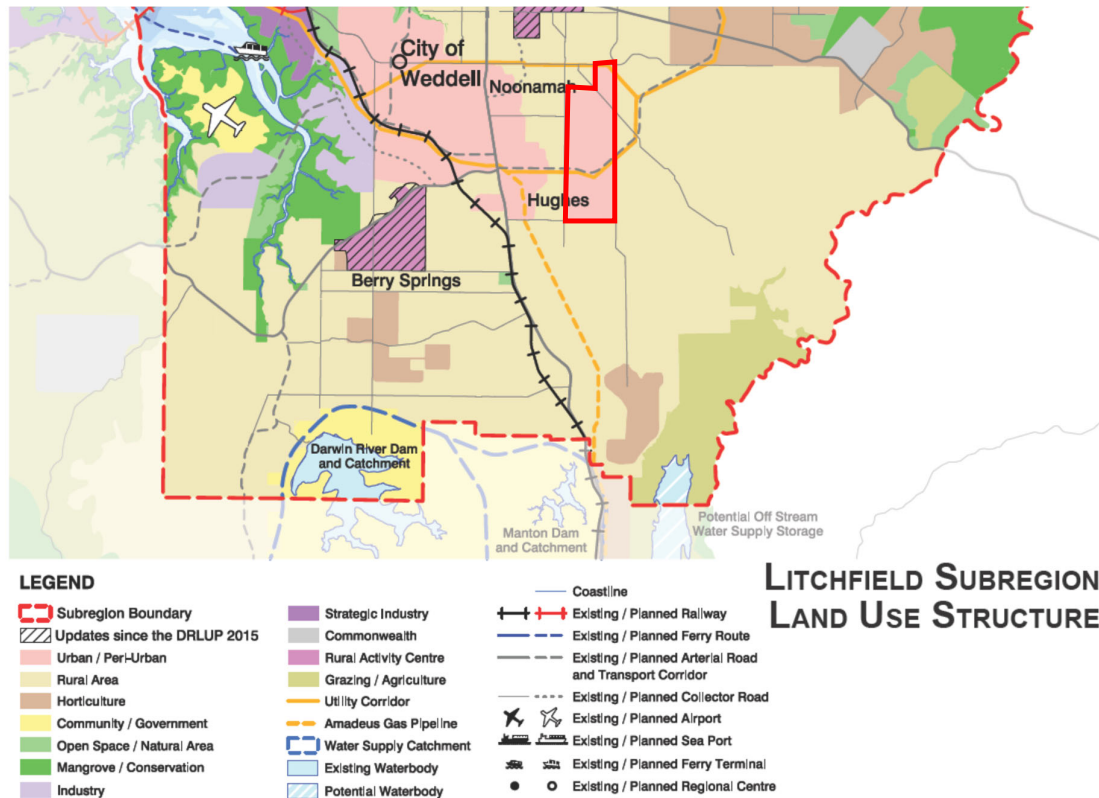 City of
Weddell
Noonamah
Hughes
Berry Springs
Darwin River Dam
and Catchment
Manton Dam
and Catchment
Potential Off Stream
Water Supply Storage
LITCHFIELD SUBREGION
LAND USE STRUCTURE
LEGEND
Subregion Boundary
Updates since the DRLUP 2015
Urban / Peri-Urban
Rural Area
Horticulture
Community / Government
Open Space / Natural Area
Mangrove / Conservation
Industry
Strategic Industry
Commonwealth
Rural Activity Centre
Grazing / Agriculture
Utility Corridor
Amadeus Gas Pipeline
Water Supply Catchment
Existing Waterbody
Potential Waterbody
Coastline
Existing / Planned Railway
Existing / Planned Ferry Route
Existing / Planned Arterial Road
and Transport Corridor
Existing / Planned Collector Road
Existing / Planned Airport
Existing / Planned Sea Port
Existing / Planned Ferry Terminal
Existing / Planned Regional Centre